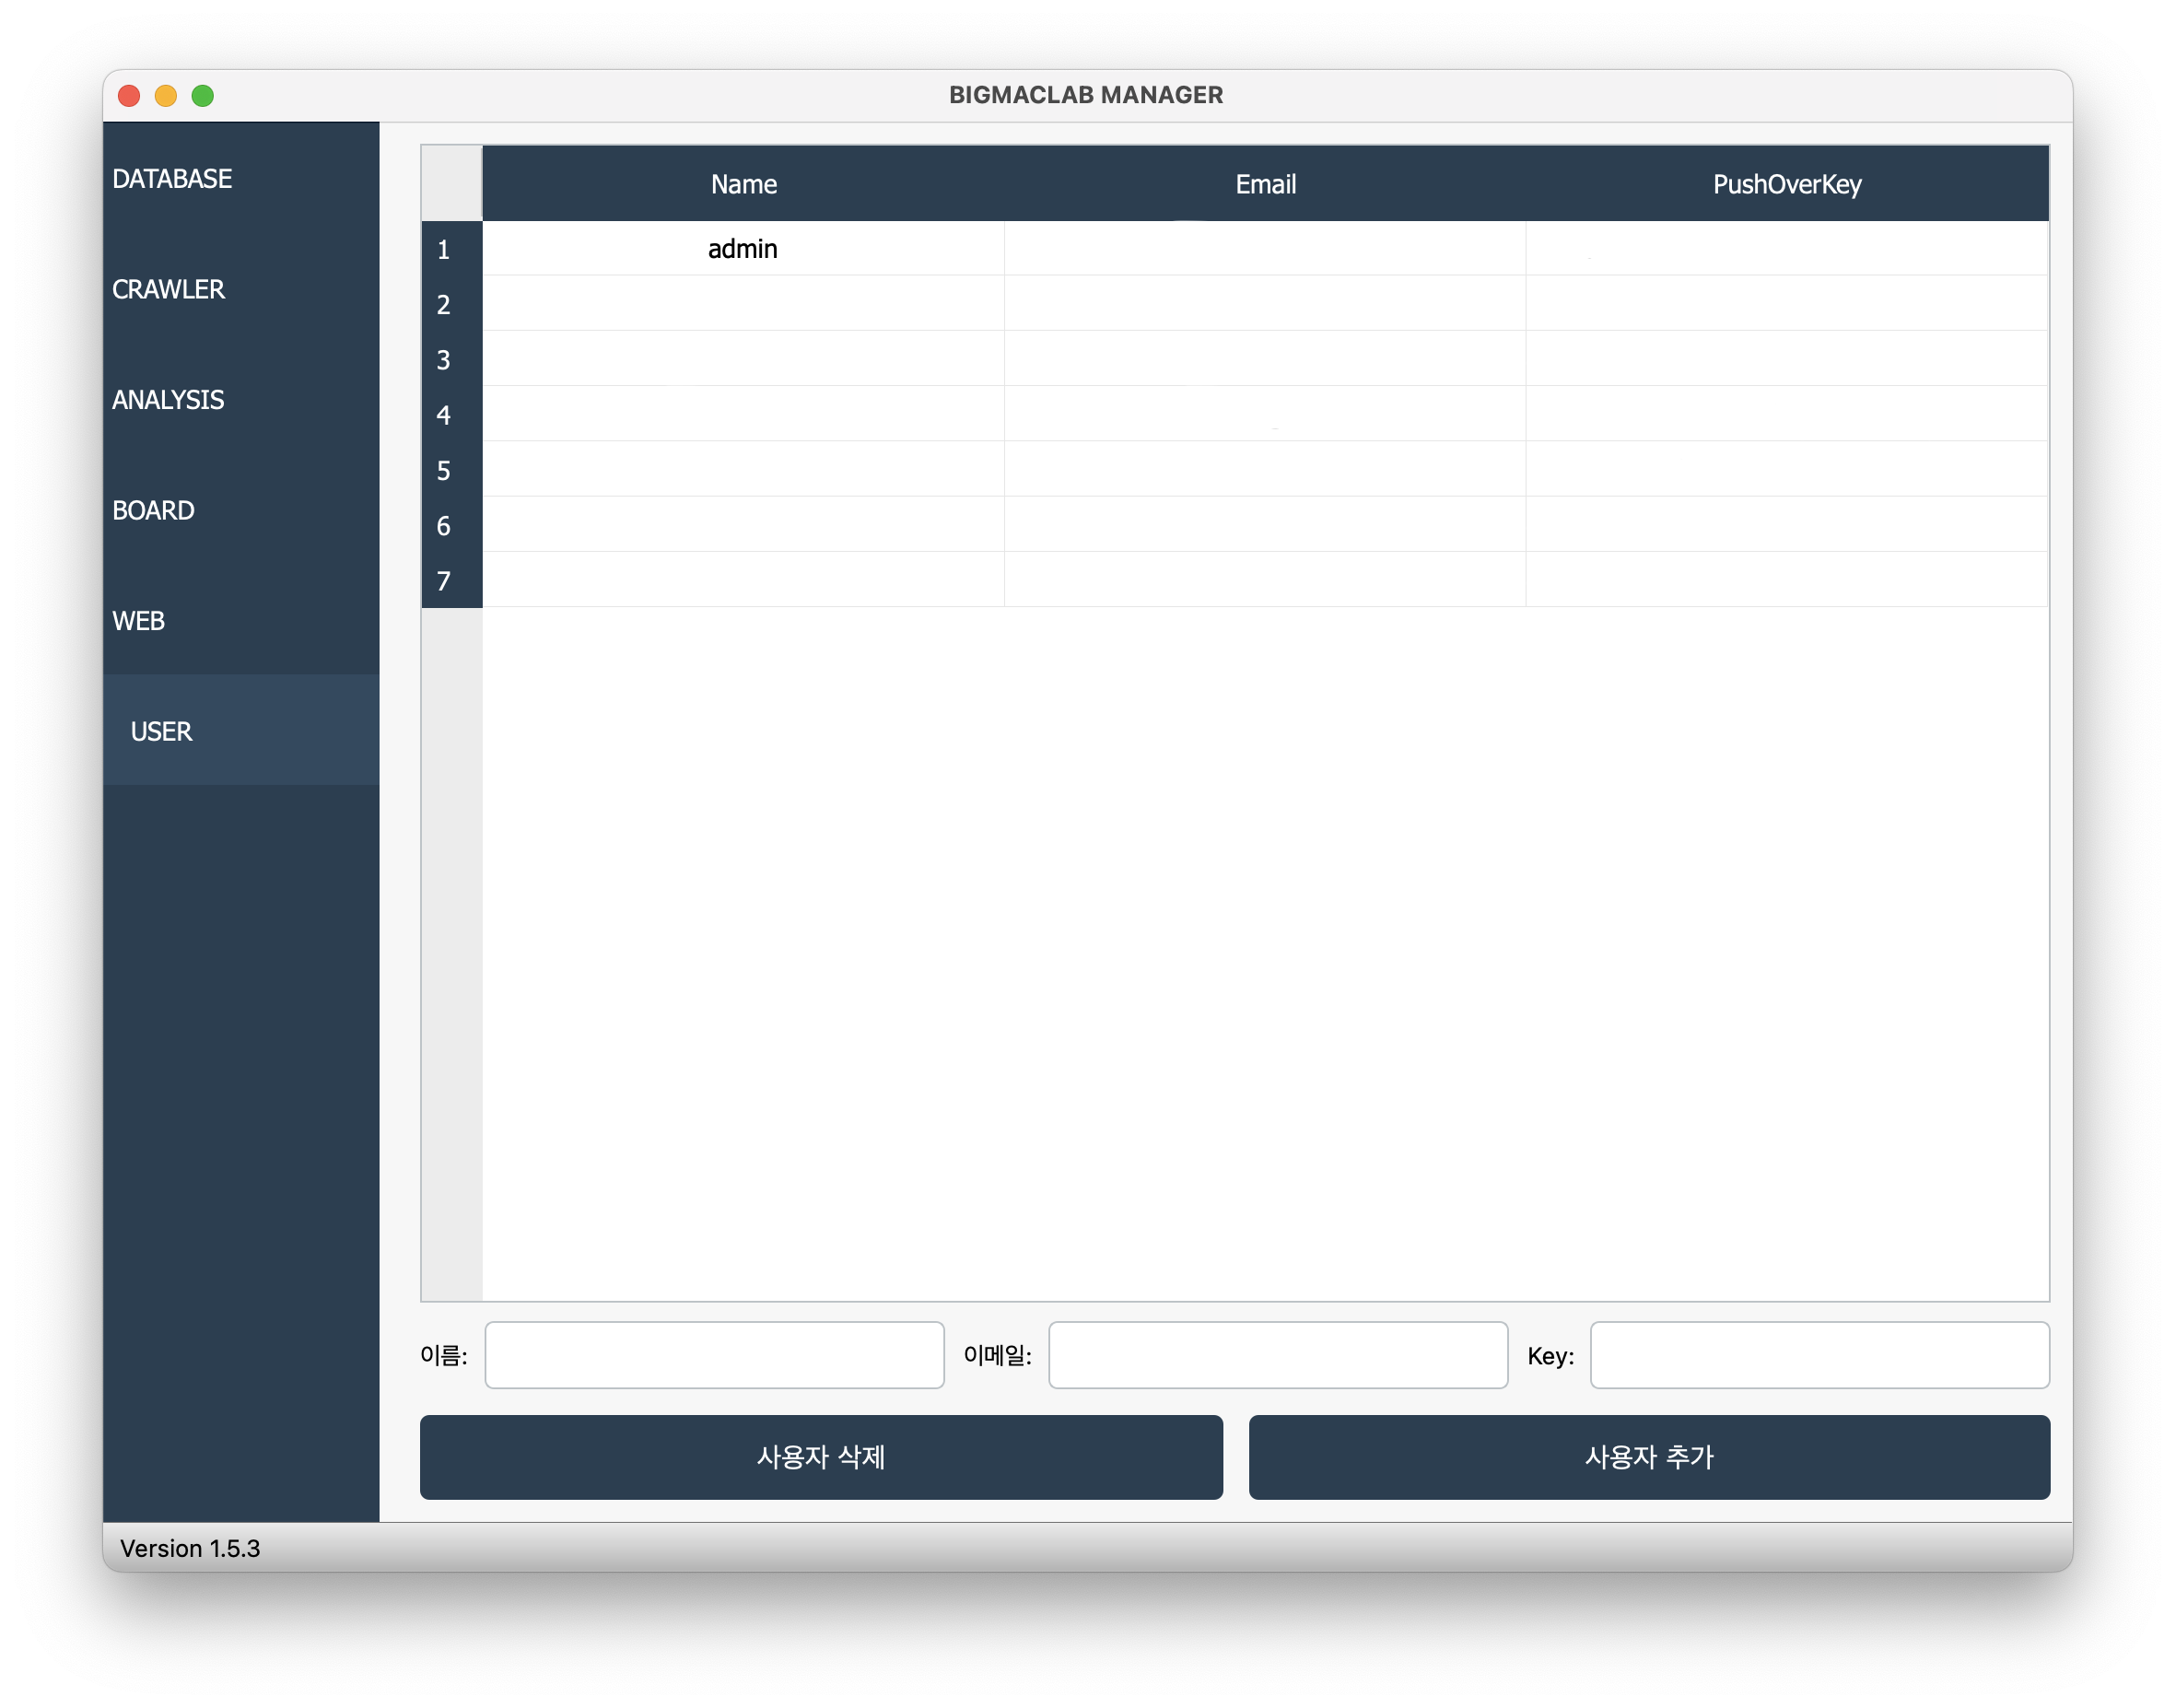 BIGMACLAB MANAGER
DATABASE
CRAWLER
ANALYSIS
BOARD
WEB
USER
Name Email PushOverKey
1 admin
2
3
4
5
6
7
이름: 이메일: Key:
사용자 삭제 사용자 추가
Version 1.5.3